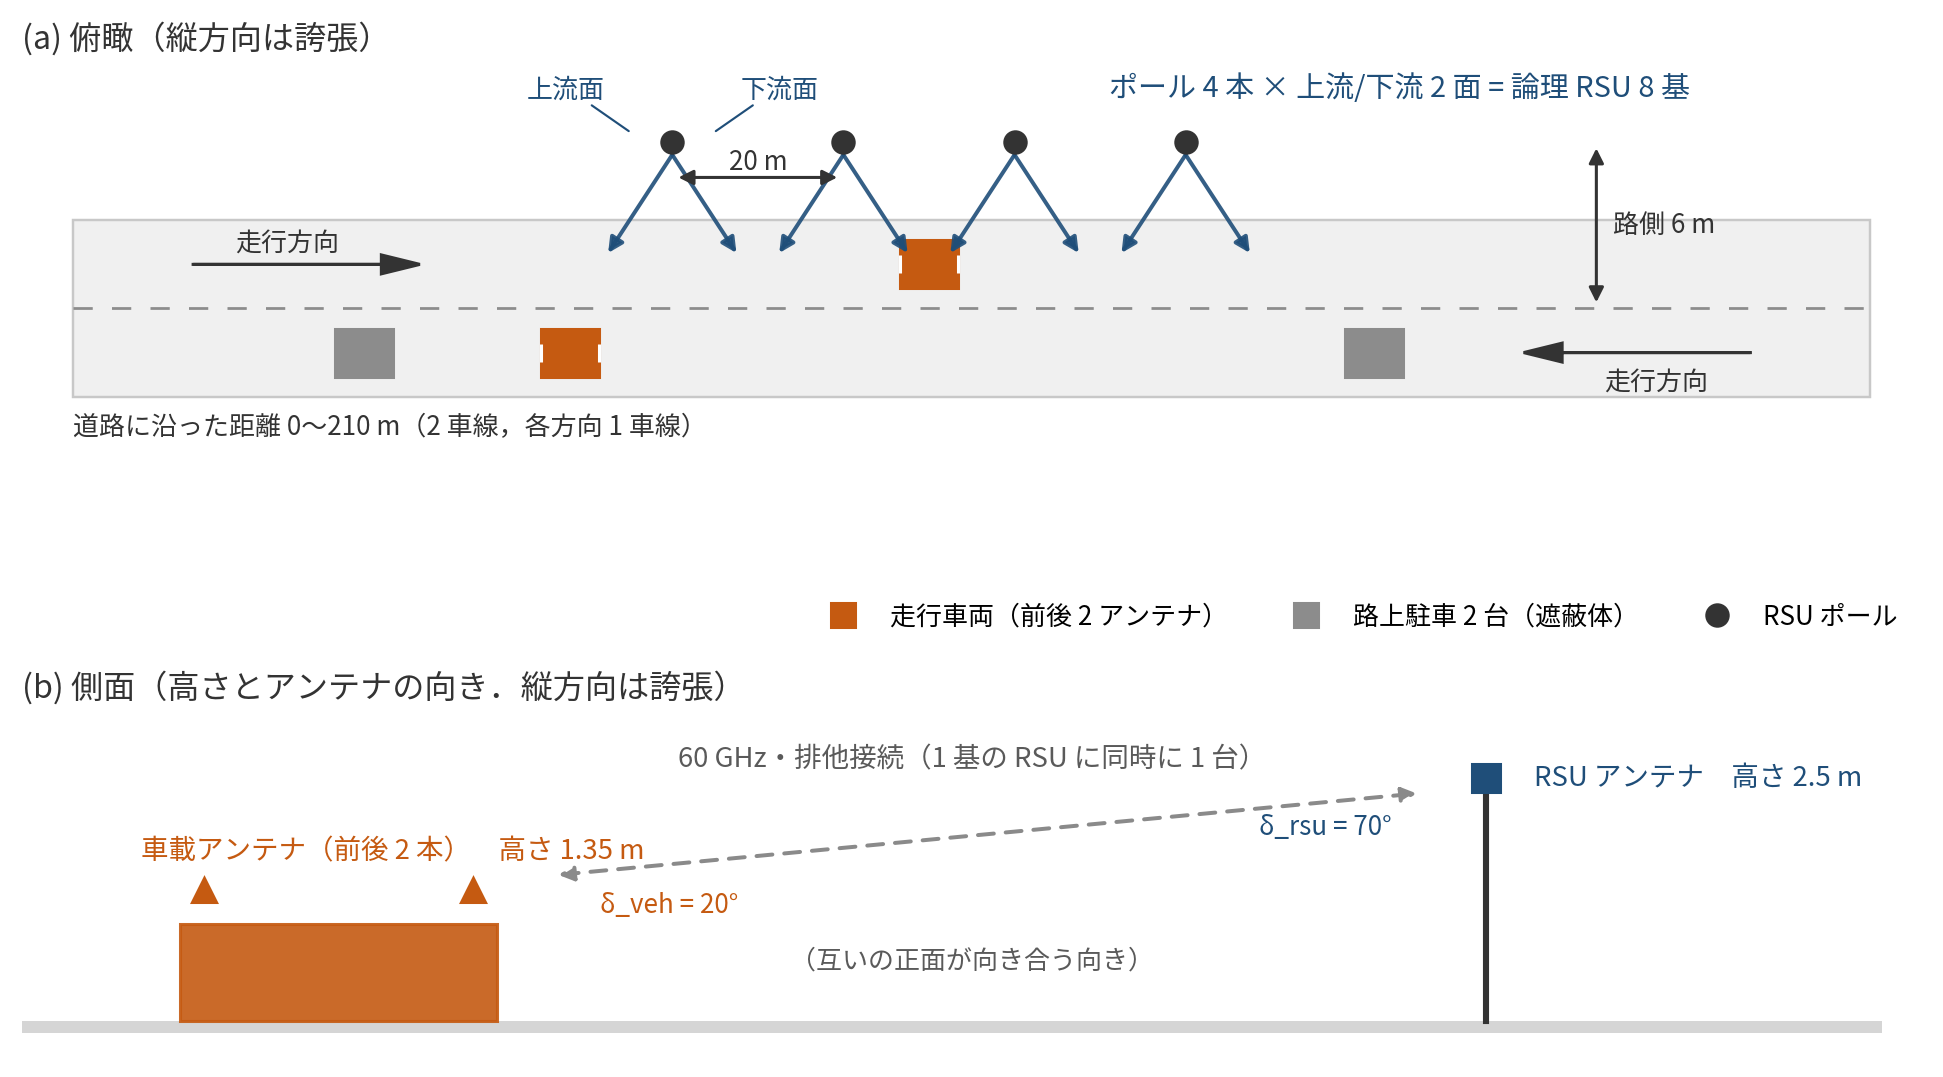 (a) 俯瞰（縦方向は誇張）
上流面
下流面
ポール 4 本 × 上流/下流 2 面 = 論理 RSU 8 基
20 m
走行方向
路側 6 m
走行方向
道路に沿った距離 0〜210 m（2 車線，各方向 1 車線）
走行車両（前後 2 アンテナ）
路上駐車 2 台（遮蔽体）
RSU ポール
(b) 側面（高さとアンテナの向き．縦方向は誇張）
60 GHz・排他接続（1 基の RSU に同時に 1 台）
RSU アンテナ　高さ 2.5 m
δ_rsu = 70°
車載アンテナ（前後 2 本）　高さ 1.35 m
δ_veh = 20°
（互いの正面が向き合う向き）